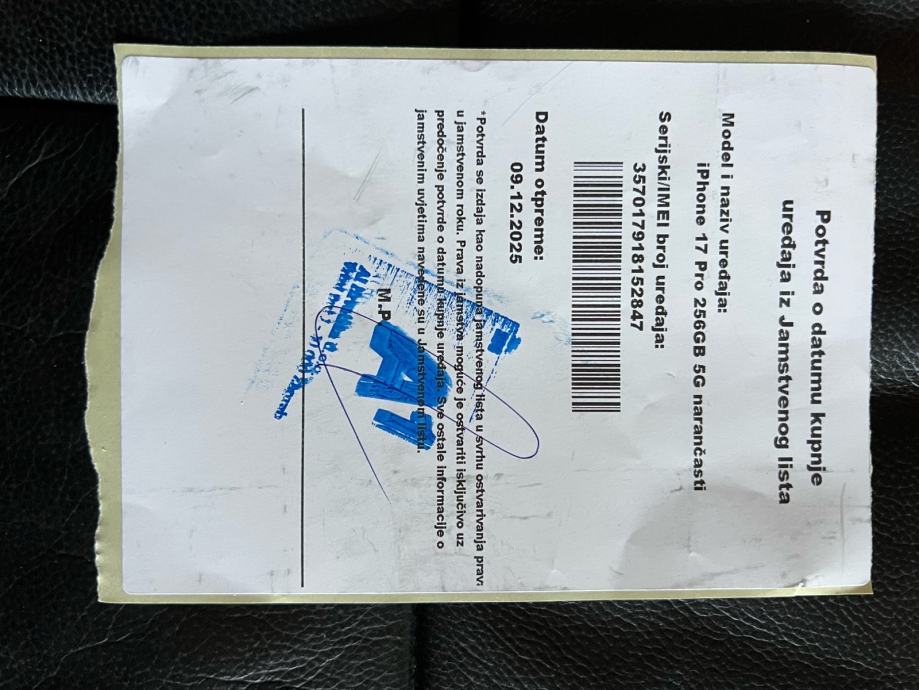 Potvrda o datumu kupnje
uređaja iz Jamstvenog lista
Model i naziv uređaja:
iPhone 17 Pro 256GB 5G narančasti
Serijski/IMEI broj uređaja:
357017918152847
Datum otpreme:
09.12.2025
*Potvrda se izdaja kao nadopuna jamstvenog lista u svrhu ostvarivanja prava
u jamstvenom roku. Prava iz jamstva moguće je ostvariti isključivo uz
predočenje potvrde o datumu kupnje uređaja. Sve ostale informacije o
jamstvenim uvjetima navedene su u Jamstvenom listu.
M.P
A1